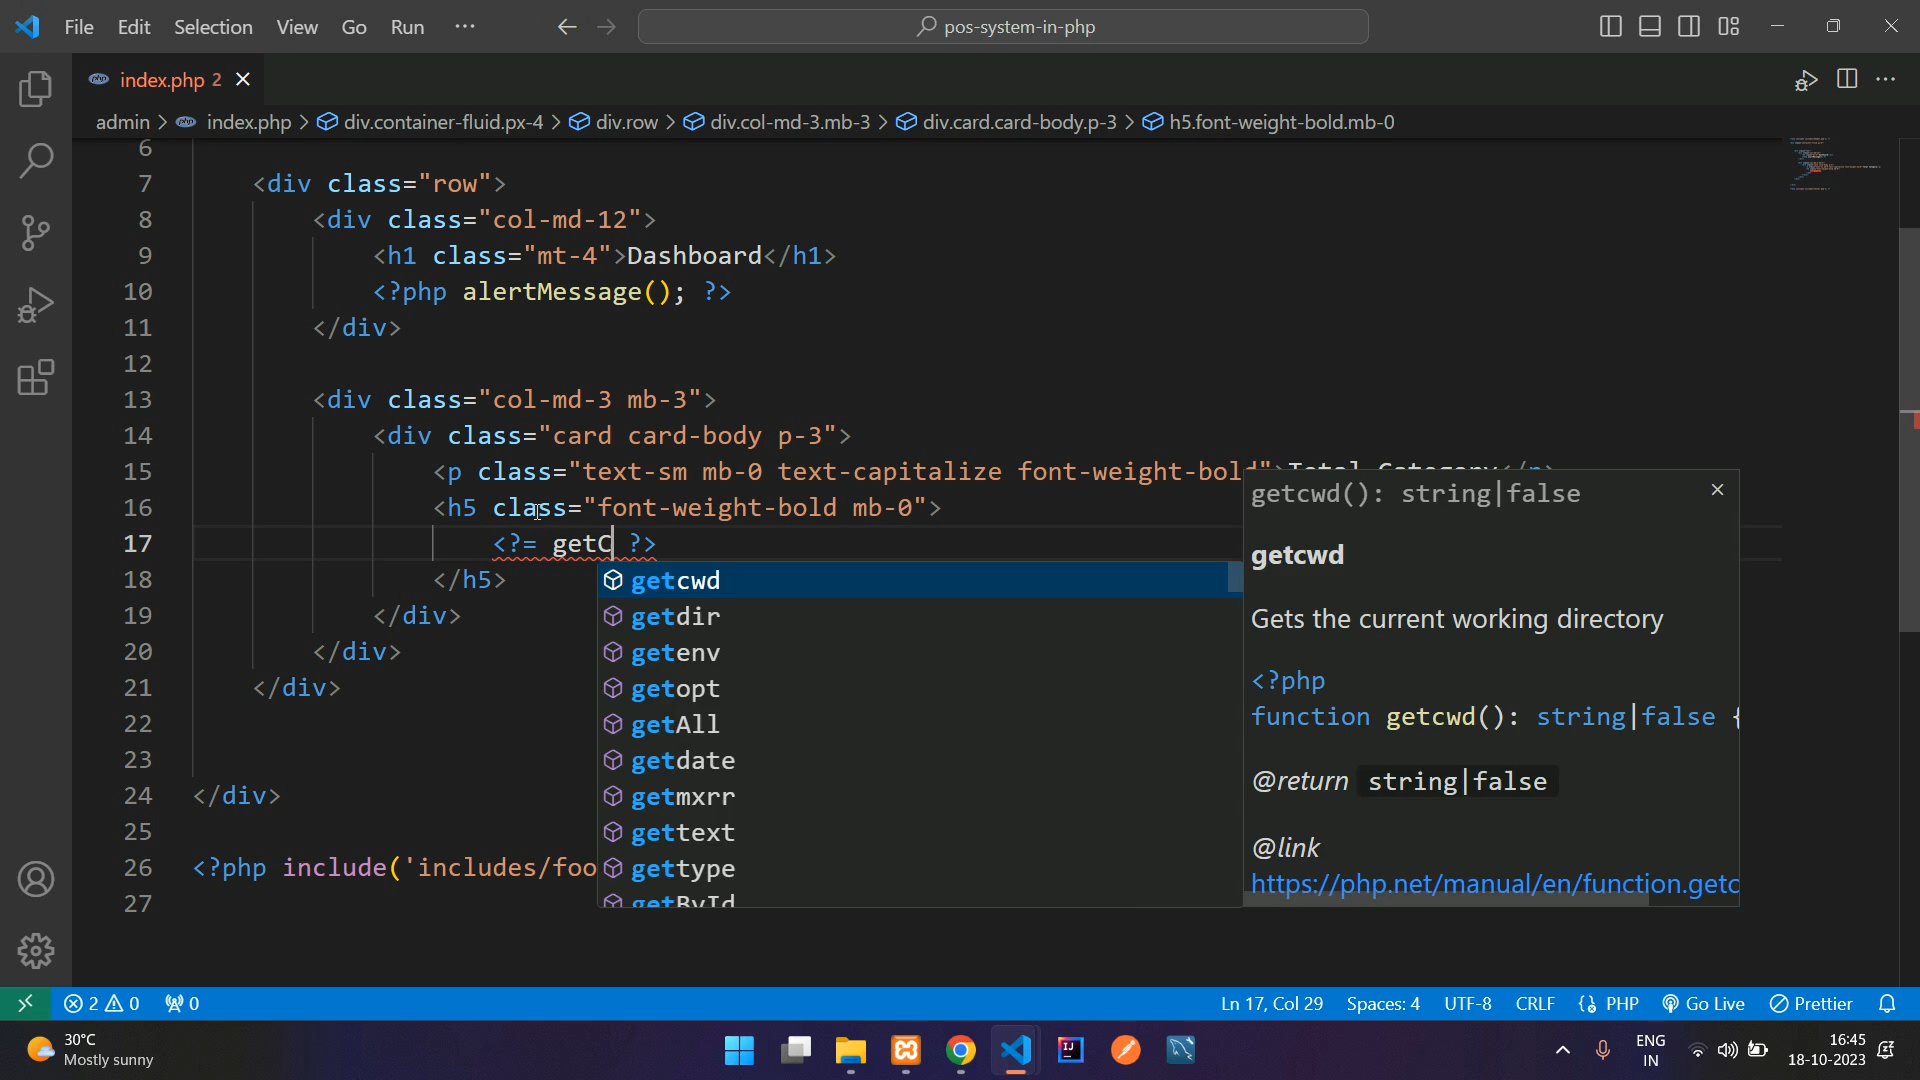 File Edit Selection View Go Run ··· pos-system-in-php
index.php 2
admin > index.php > div.container-fluid.px-4 > div.row > div.col-md-3.mb-3 > div.card.card-body.p-3 > h5.font-weight-bold.mb-0
6
7 <div class="row">
8 <div class="col-md-12">
9 <h1 class="mt-4">Dashboard</h1>
10 <?php alertMessage(); ?>
11 </div>
12
13 <div class="col-md-3 mb-3">
14 <div class="card card-body p-3">
15 <p class="text-sm mb-0 text-capitalize font-weight-bold">Total Category</p>
16 <h5 class="font-weight-bold mb-0">
17 <?= getC ?>
18 </h5>
19 </div>
20 </div>
21 </div>
22
23
24 </div>
25
26 <?php include('includes/foo
27
getcwd
getdir
getenv
getopt
getAll
getdate
getmxrr
gettext
gettype
getById
getcwd(): string|false
getcwd
Gets the current working directory
<?php
function getcwd(): string|false {
@return string|false
@link
https://php.net/manual/en/function.getc
2 0 0 Ln 17, Col 29 Spaces: 4 UTF-8 CRLF PHP Go Live Prettier
30°C
Mostly sunny
ENG
IN
16:45
18-10-2023